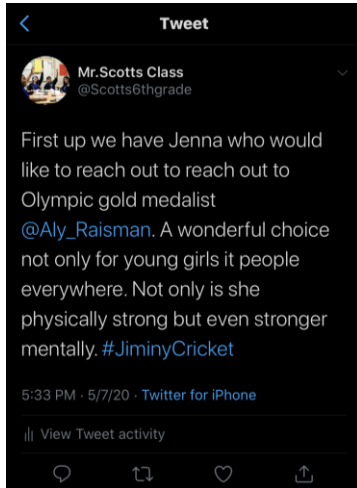 Tweet
Mr.Scotts Class
@Scotts6thgrade
First up we have Jenna who would
like to reach out to reach out to
Olympic gold medalist
@Aly_Raisman. A wonderful choice
not only for young girls it people
everywhere. Not only is she
physically strong but even stronger
mentally. #JiminyCricket
5:33 PM · 5/7/20 · Twitter for iPhone
View Tweet activity